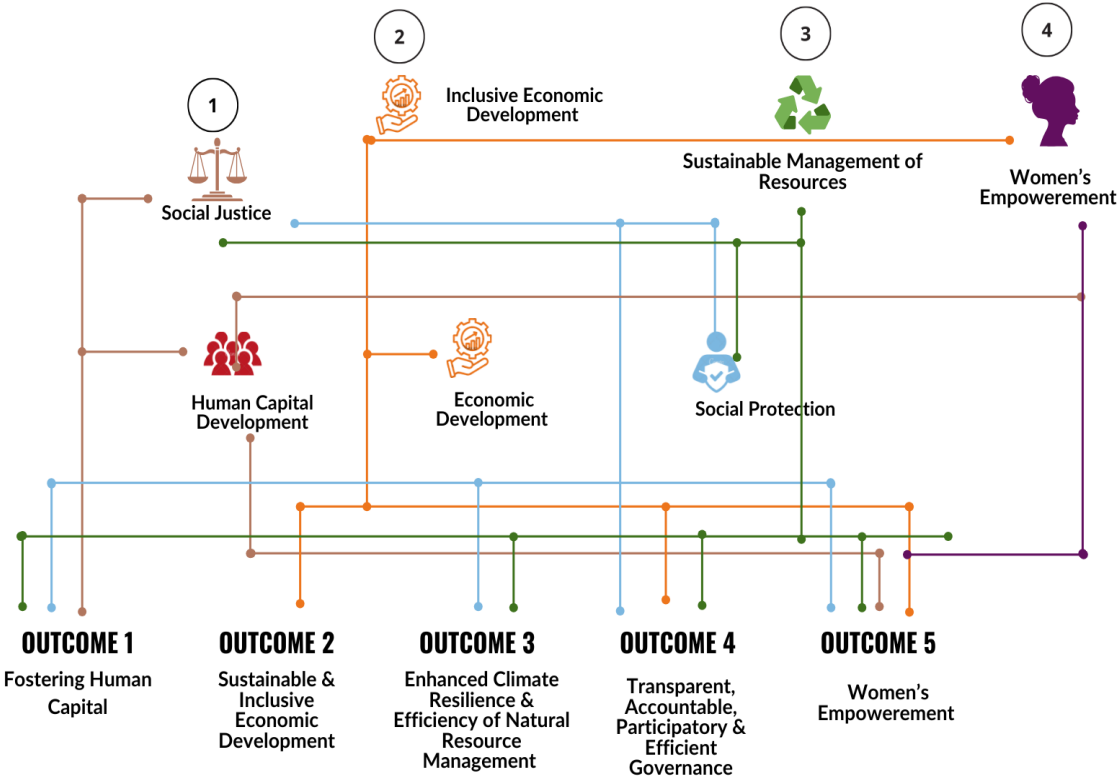 1
2
3
4
Inclusive Economic
Development
Sustainable Management of
Resources
Women's
Empowerement
Social Justice
Human Capital
Development
Economic
Development
Social Protection
OUTCOME 1
Fostering Human
Capital
OUTCOME 2
Sustainable &
Inclusive
Economic
Development
OUTCOME 3
Enhanced Climate
Resilience &
Efficiency of Natural
Resource
Management
OUTCOME 4
Transparent,
Accountable,
Participatory &
Efficient
Governance
OUTCOME 5
Women's
Empowerement